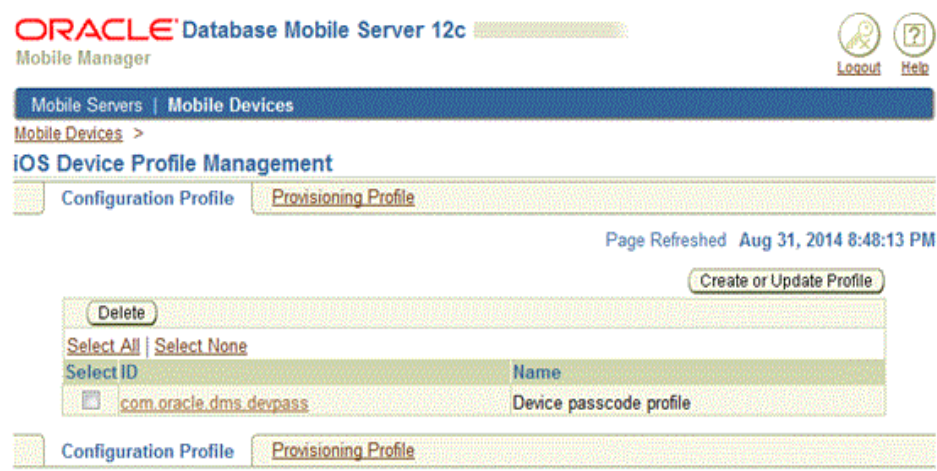 ORACLE Database Mobile Server 12c
Mobile Manager
Logout Help
Mobile Servers | Mobile Devices
Mobile Devices >
iOS Device Profile Management
Configuration Profile Provisioning Profile
Page Refreshed Aug 31, 2014 8:48:13 PM
Create or Update Profile
Delete
Select All | Select None
Select ID Name
com.oracle.dms.devpass Device passcode profile
Configuration Profile Provisioning Profile